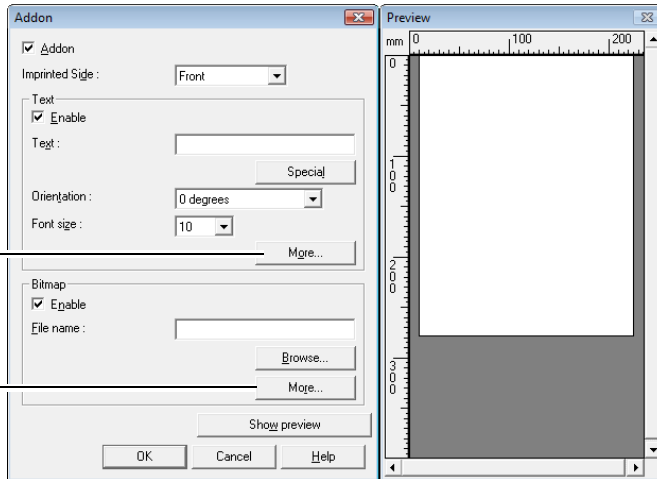 Addon
Addon
Imprinted Side :
Front
Text
Enable
Text :
Special
Orientation :
0 degrees
Font size :
10
More...
Bitmap
Enable
File name :
Browse...
More...
Show preview
OK Cancel Help
Preview
mm 0 100 200
0
100
200
300